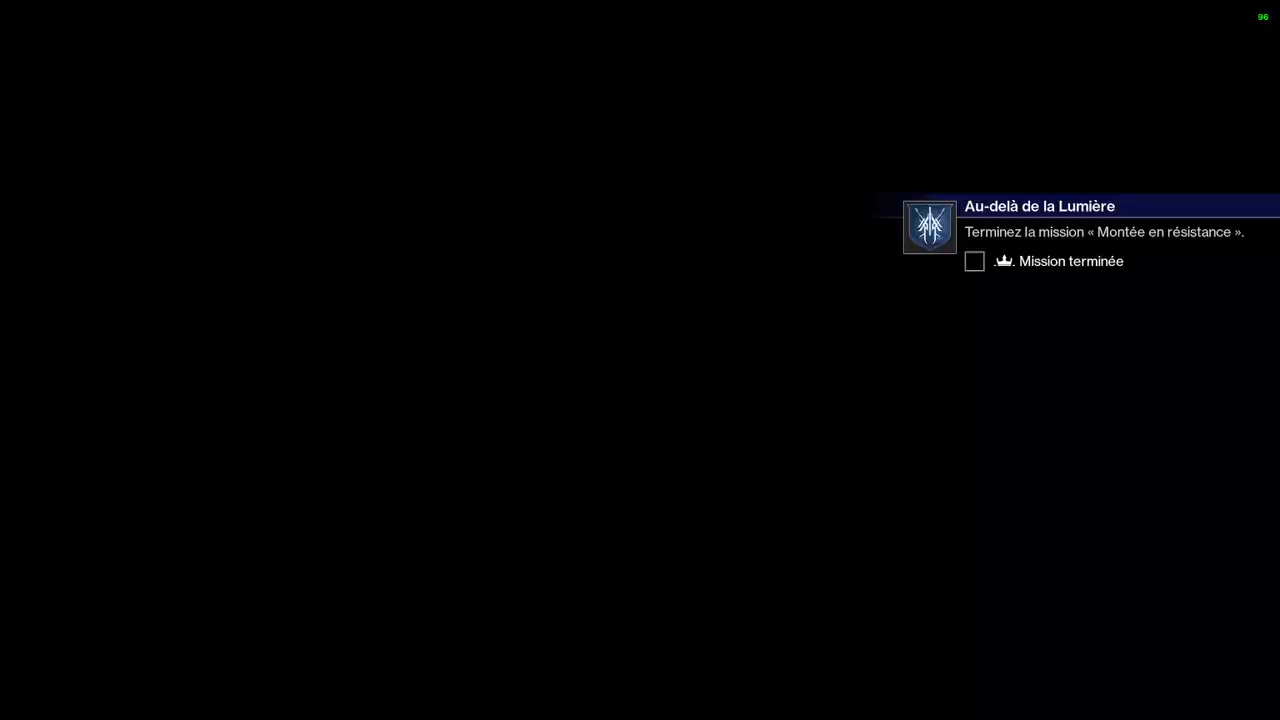 96
Au-delà de la Lumière
Terminez la mission « Montée en résistance ».
Mission terminée